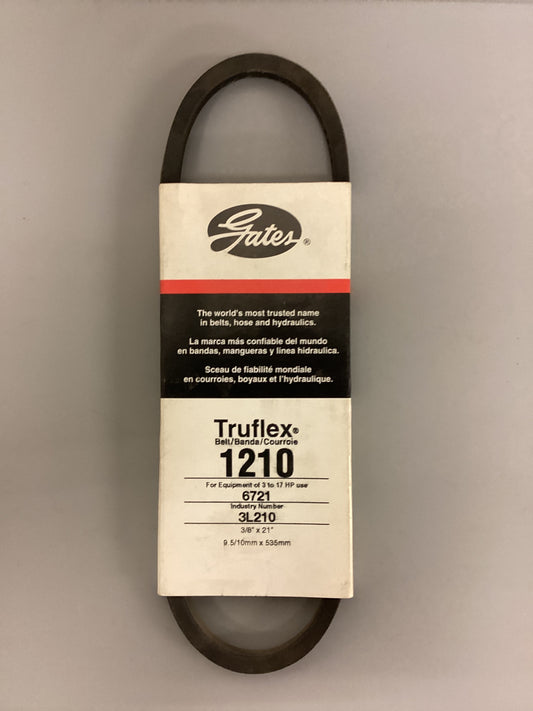 Gates®
The world's most trusted name
in belts, hose and hydraulics.
La marca más confiable del mundo
en bandas, mangueras y linea hidraulica.
Sceau de fiabilité mondiale
en courroies, boyaux et l'hydraulique.
Truflex®
Belt/Banda/Courroie
1210
For Equipment of 3 to 17 HP use
6721
Industry Number
3L210
3/8" x 21"
9.5/10mm x 535mm